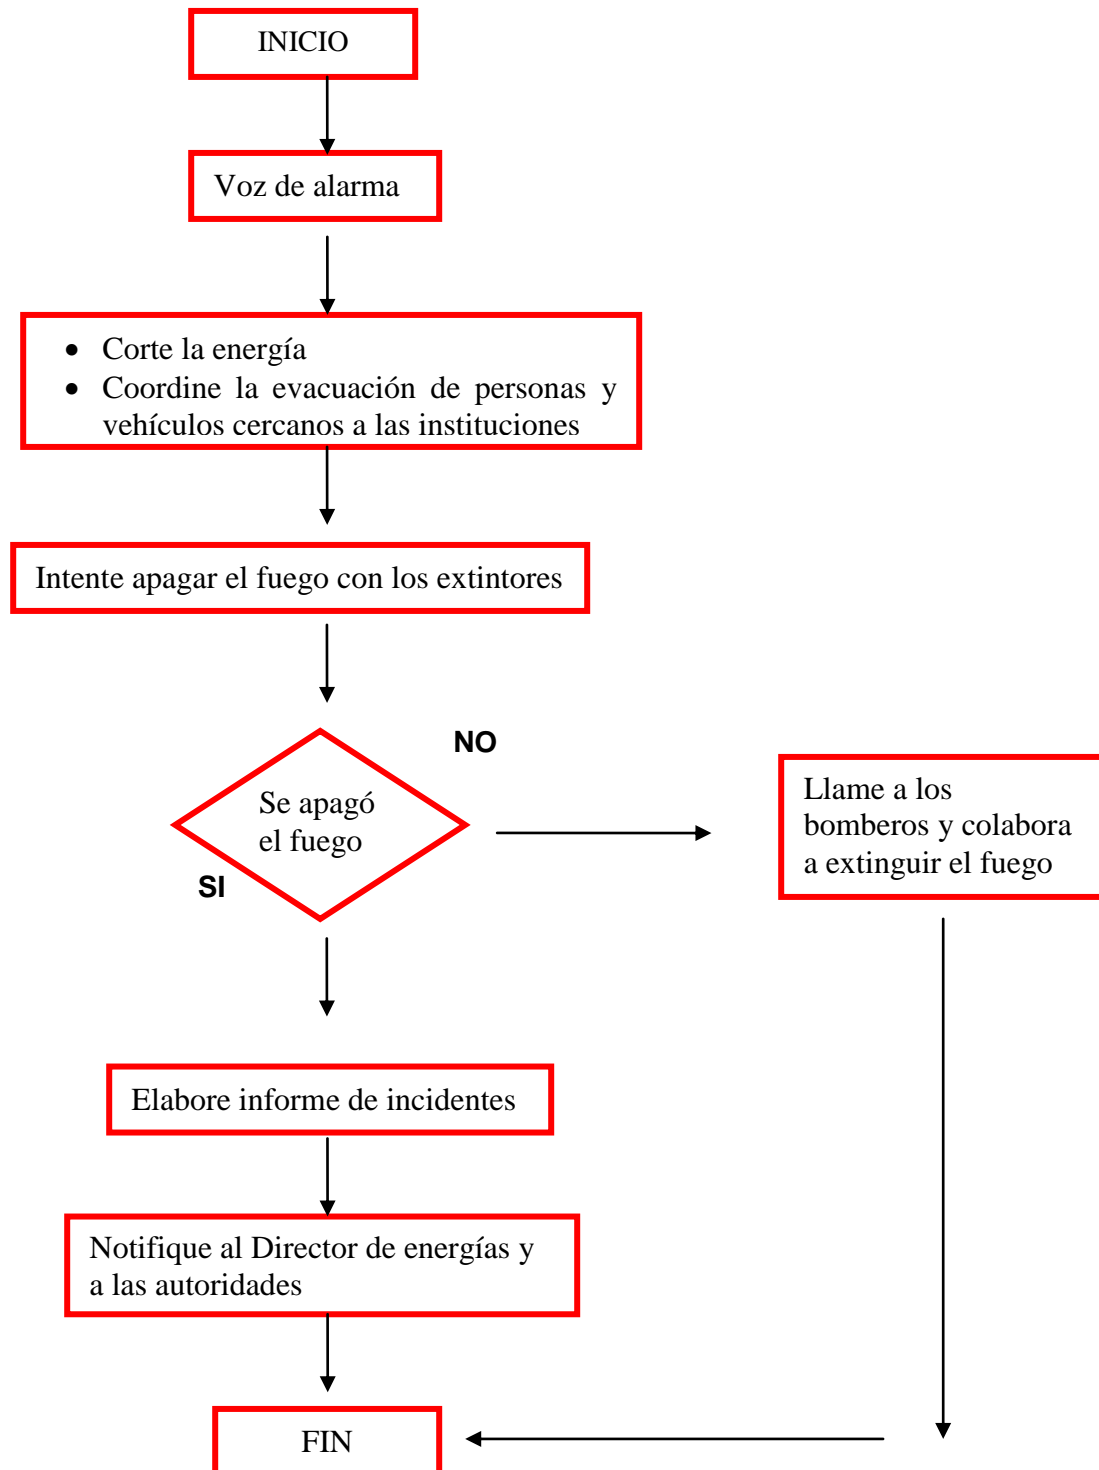 INICIO
Voz de alarma
• Corte la energía
• Coordine la evacuación de personas y
vehículos cercanos a las instituciones
Intente apagar el fuego con los extintores
NO
Se apagó
el fuego
SI
Llame a los
bomberos y colabora
a extinguir el fuego
Elabore informe de incidentes
Notifique al Director de energías y
a las autoridades
FIN